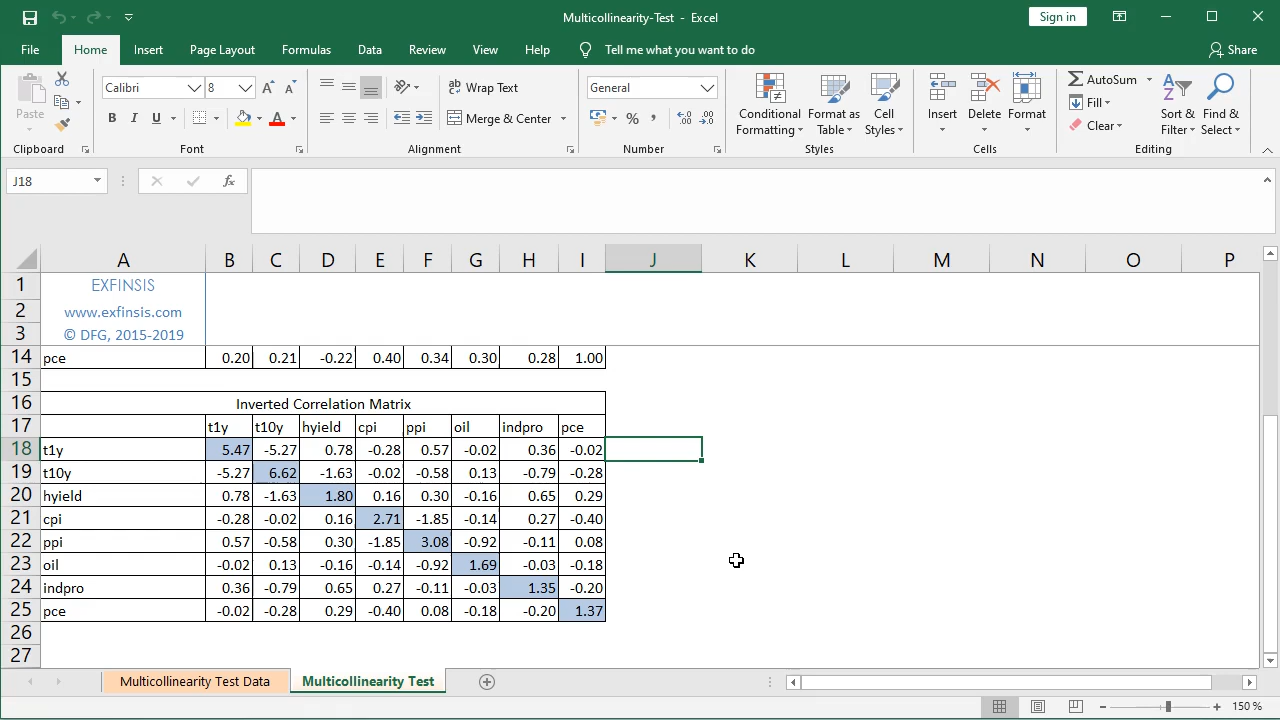 Multicollinearity-Test - Excel
Sign in
File Home Insert Page Layout Formulas Data Review View Help Tell me what you want to do Share
Paste
Calibri 8
B I U A
Wrap Text
Merge & Center
General
Conditional Formatting
Format as Table
Cell Styles
Insert Delete Format
AutoSum
Fill
Clear
Sort & Filter
Find & Select
Clipboard Font Alignment Number Styles Cells Editing
J18 fx
A B C D E F G H I J K L M N O P
1 EXFINSIS
2 www.exfinsis.com
3 © DFG, 2015-2019
14 pce 0.20 0.21 -0.22 0.40 0.34 0.30 0.28 1.00
15
16 Inverted Correlation Matrix
17 t1y t10y hyield cpi ppi oil indpro pce
18 t1y 5.47 -5.27 0.78 -0.28 0.57 -0.02 0.36 -0.02
19 t10y -5.27 6.62 -1.63 -0.02 -0.58 0.13 -0.79 -0.28
20 hyield 0.78 -1.63 1.80 0.16 0.30 -0.16 0.65 0.29
21 cpi -0.28 -0.02 0.16 2.71 -1.85 -0.14 0.27 -0.40
22 ppi 0.57 -0.58 0.30 -1.85 3.08 -0.92 -0.11 0.08
23 oil -0.02 0.13 -0.16 -0.14 -0.92 1.69 -0.03 -0.18
24 indpro 0.36 -0.79 0.65 0.27 -0.11 -0.03 1.35 -0.20
25 pce -0.02 -0.28 0.29 -0.40 0.08 -0.18 -0.20 1.37
26
27
Multicollinearity Test Data Multicollinearity Test
150 %